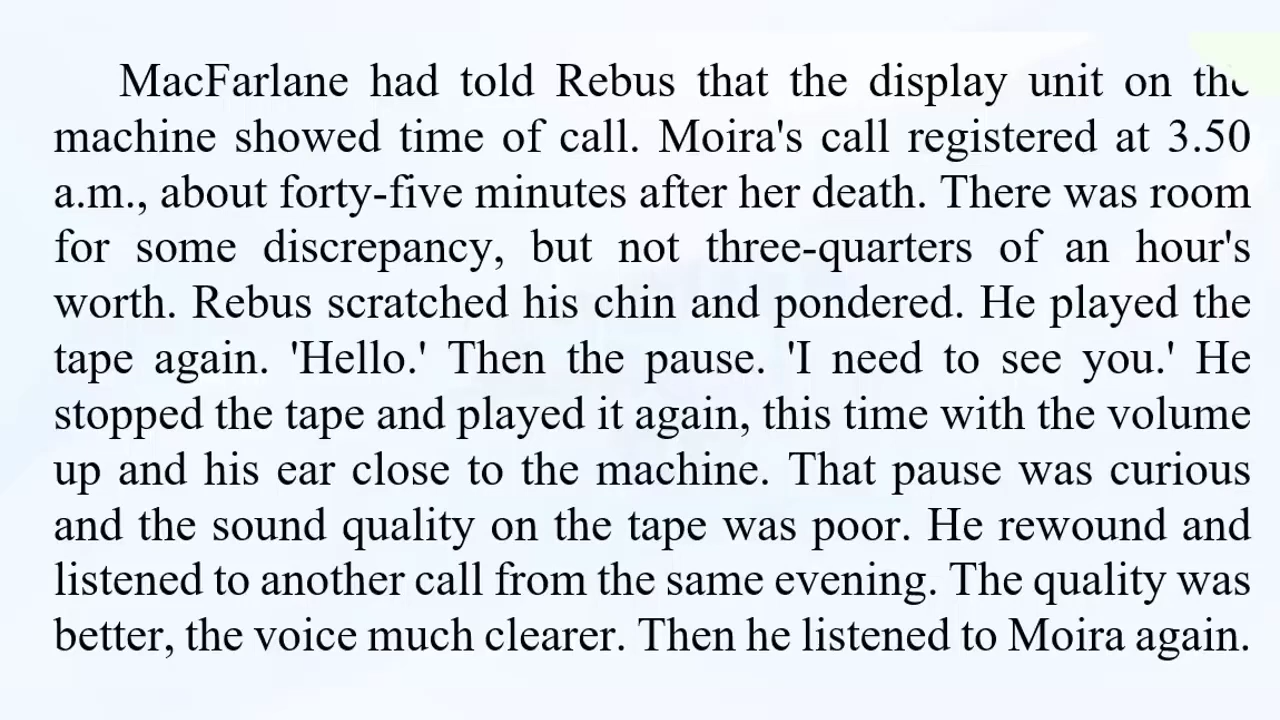 MacFarlane had told Rebus that the display unit on the
machine showed time of call. Moira's call registered at 3.50
a.m., about forty-five minutes after her death. There was room
for some discrepancy, but not three-quarters of an hour's
worth. Rebus scratched his chin and pondered. He played the
tape again. 'Hello.' Then the pause. 'I need to see you.' He
stopped the tape and played it again, this time with the volume
up and his ear close to the machine. That pause was curious
and the sound quality on the tape was poor. He rewound and
listened to another call from the same evening. The quality was
better, the voice much clearer. Then he listened to Moira again.